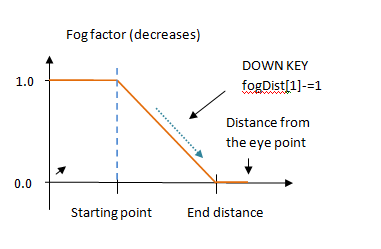 Fog factor (decreases)
DOWN KEY
fogDist[1]-=1
1.0
Distance from
the eye point
0.0
Starting point
End distance